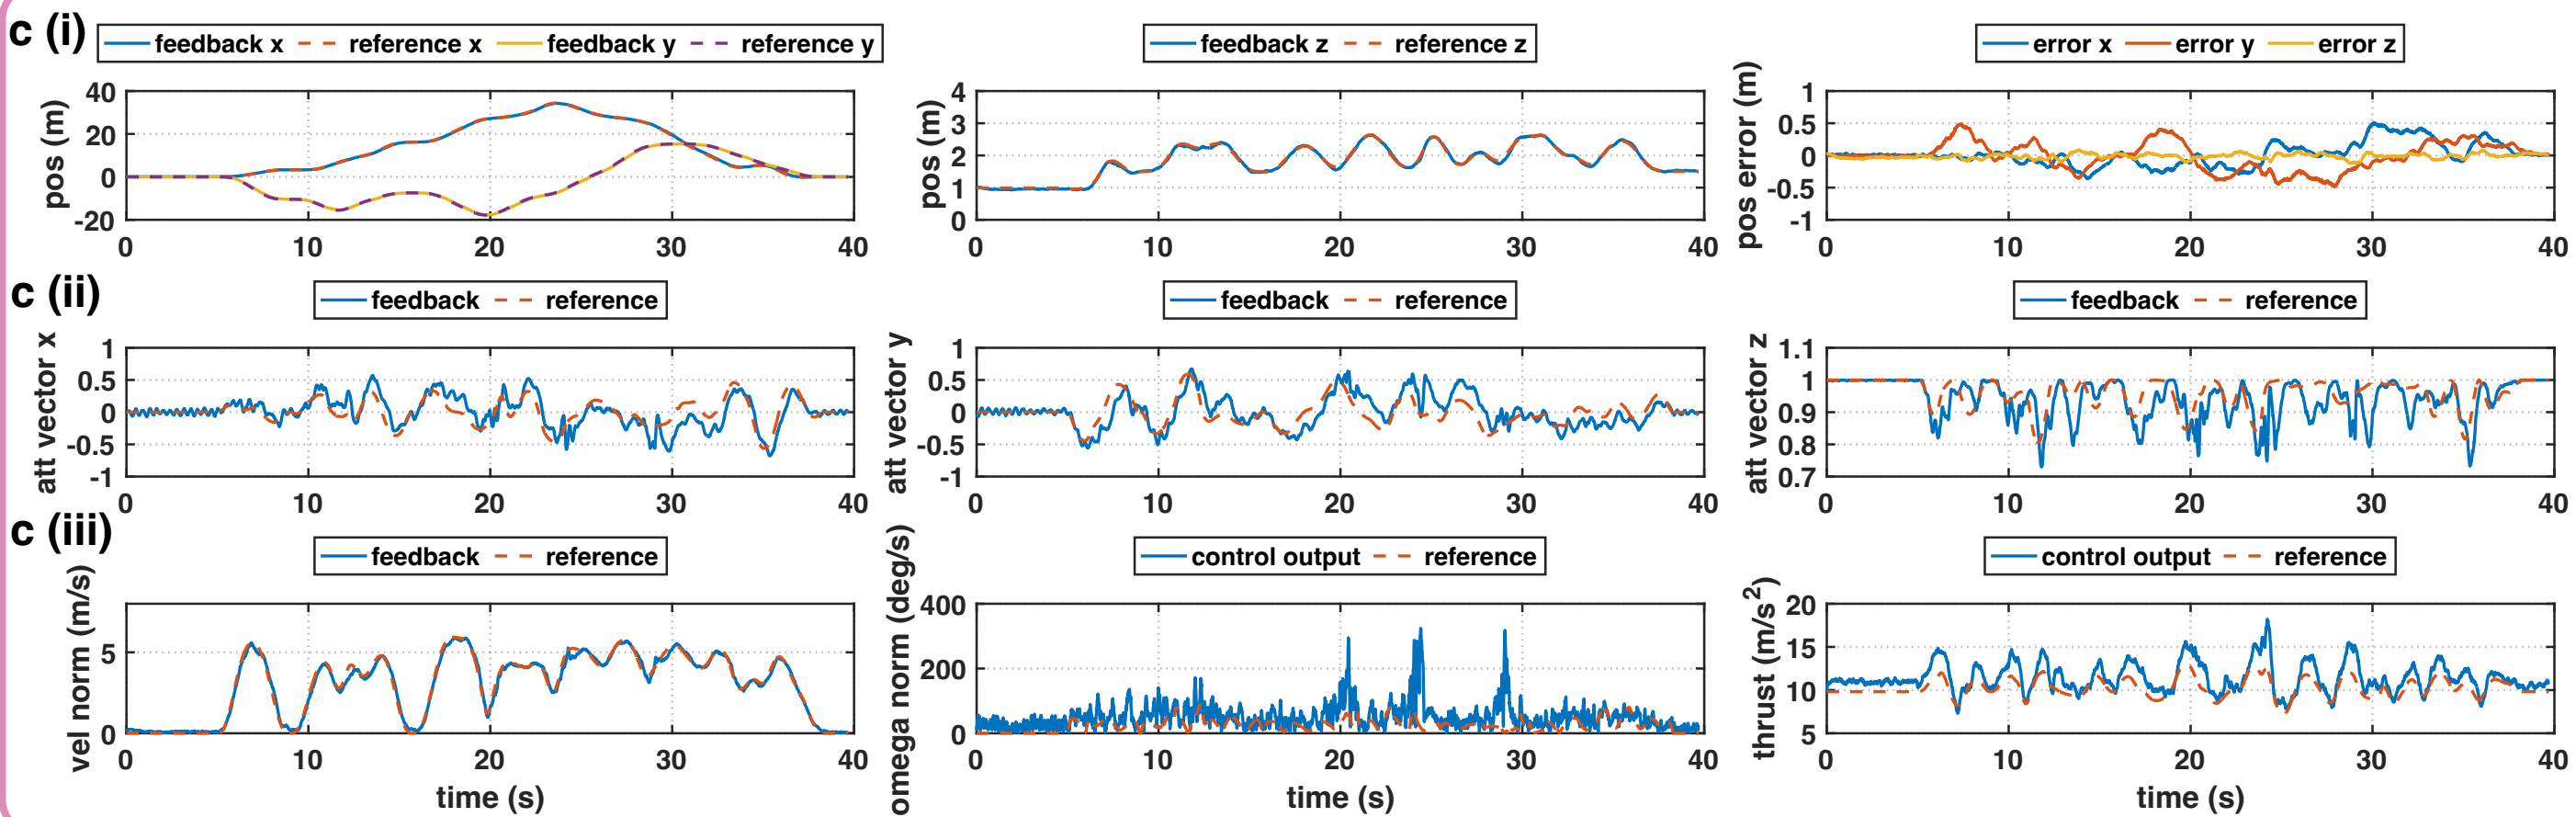 c (i)
feedback x reference x feedback y reference y
feedback z reference z
error x error y error z
pos (m)
40
20
0
-20
0 10 20 30 40
pos (m)
4
3
2
1
0
0 10 20 30 40
pos error (m)
1
0.5
0
-0.5
-1
0 10 20 30 40
c (ii)
feedback reference
feedback reference
feedback reference
att vector x
1
0.5
0
-0.5
-1
0 10 20 30 40
att vector y
1
0.5
0
-0.5
-1
0 10 20 30 40
att vector z
1.1
1
0.9
0.8
0.7
0 10 20 30 40
c (iii)
feedback reference
control output reference
control output reference
vel norm (m/s)
5
0
0 10 20 30 40
time (s)
omega norm (deg/s)
400
200
0
0 10 20 30 40
time (s)
thrust (m/s²)
20
15
10
5
0 10 20 30 40
time (s)